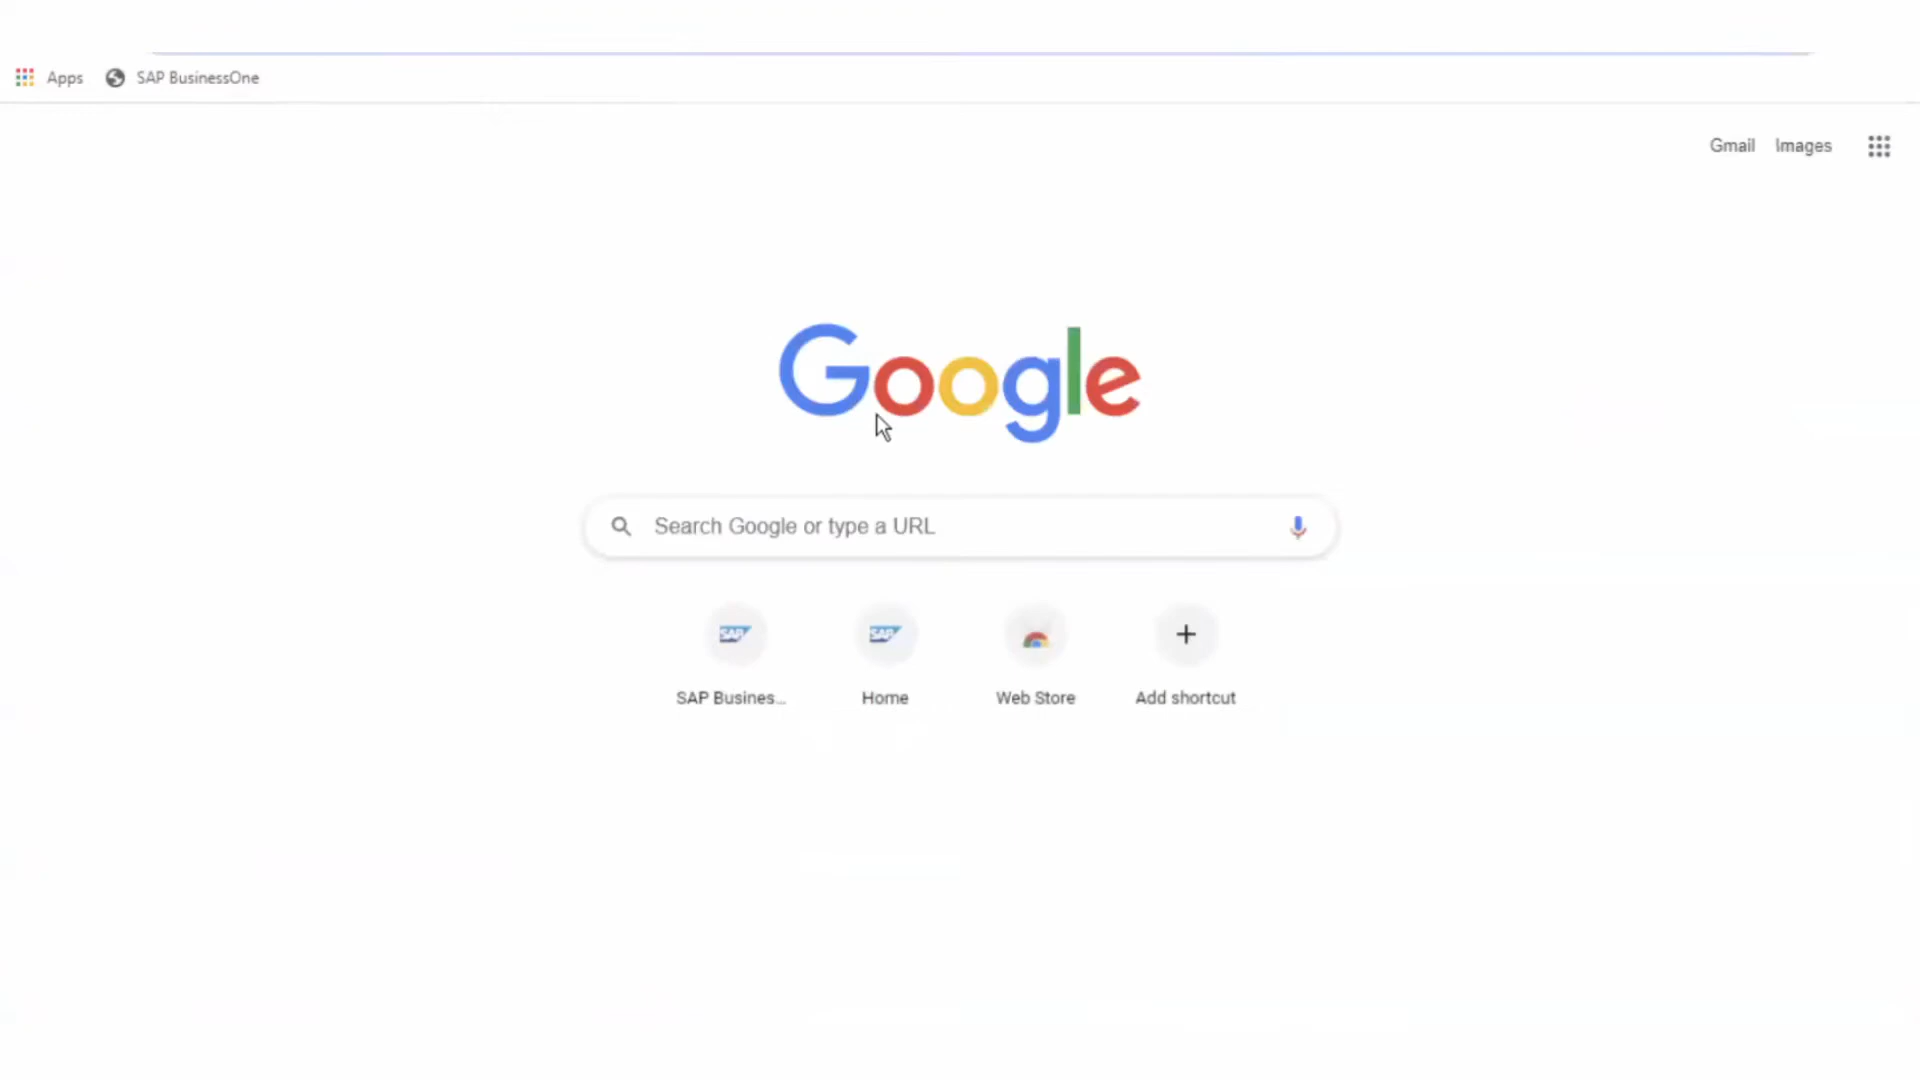 Apps SAP BusinessOne
Gmail Images
Google
Search Google or type a URL
SAP SAP
SAP Busines... Home Web Store Add shortcut